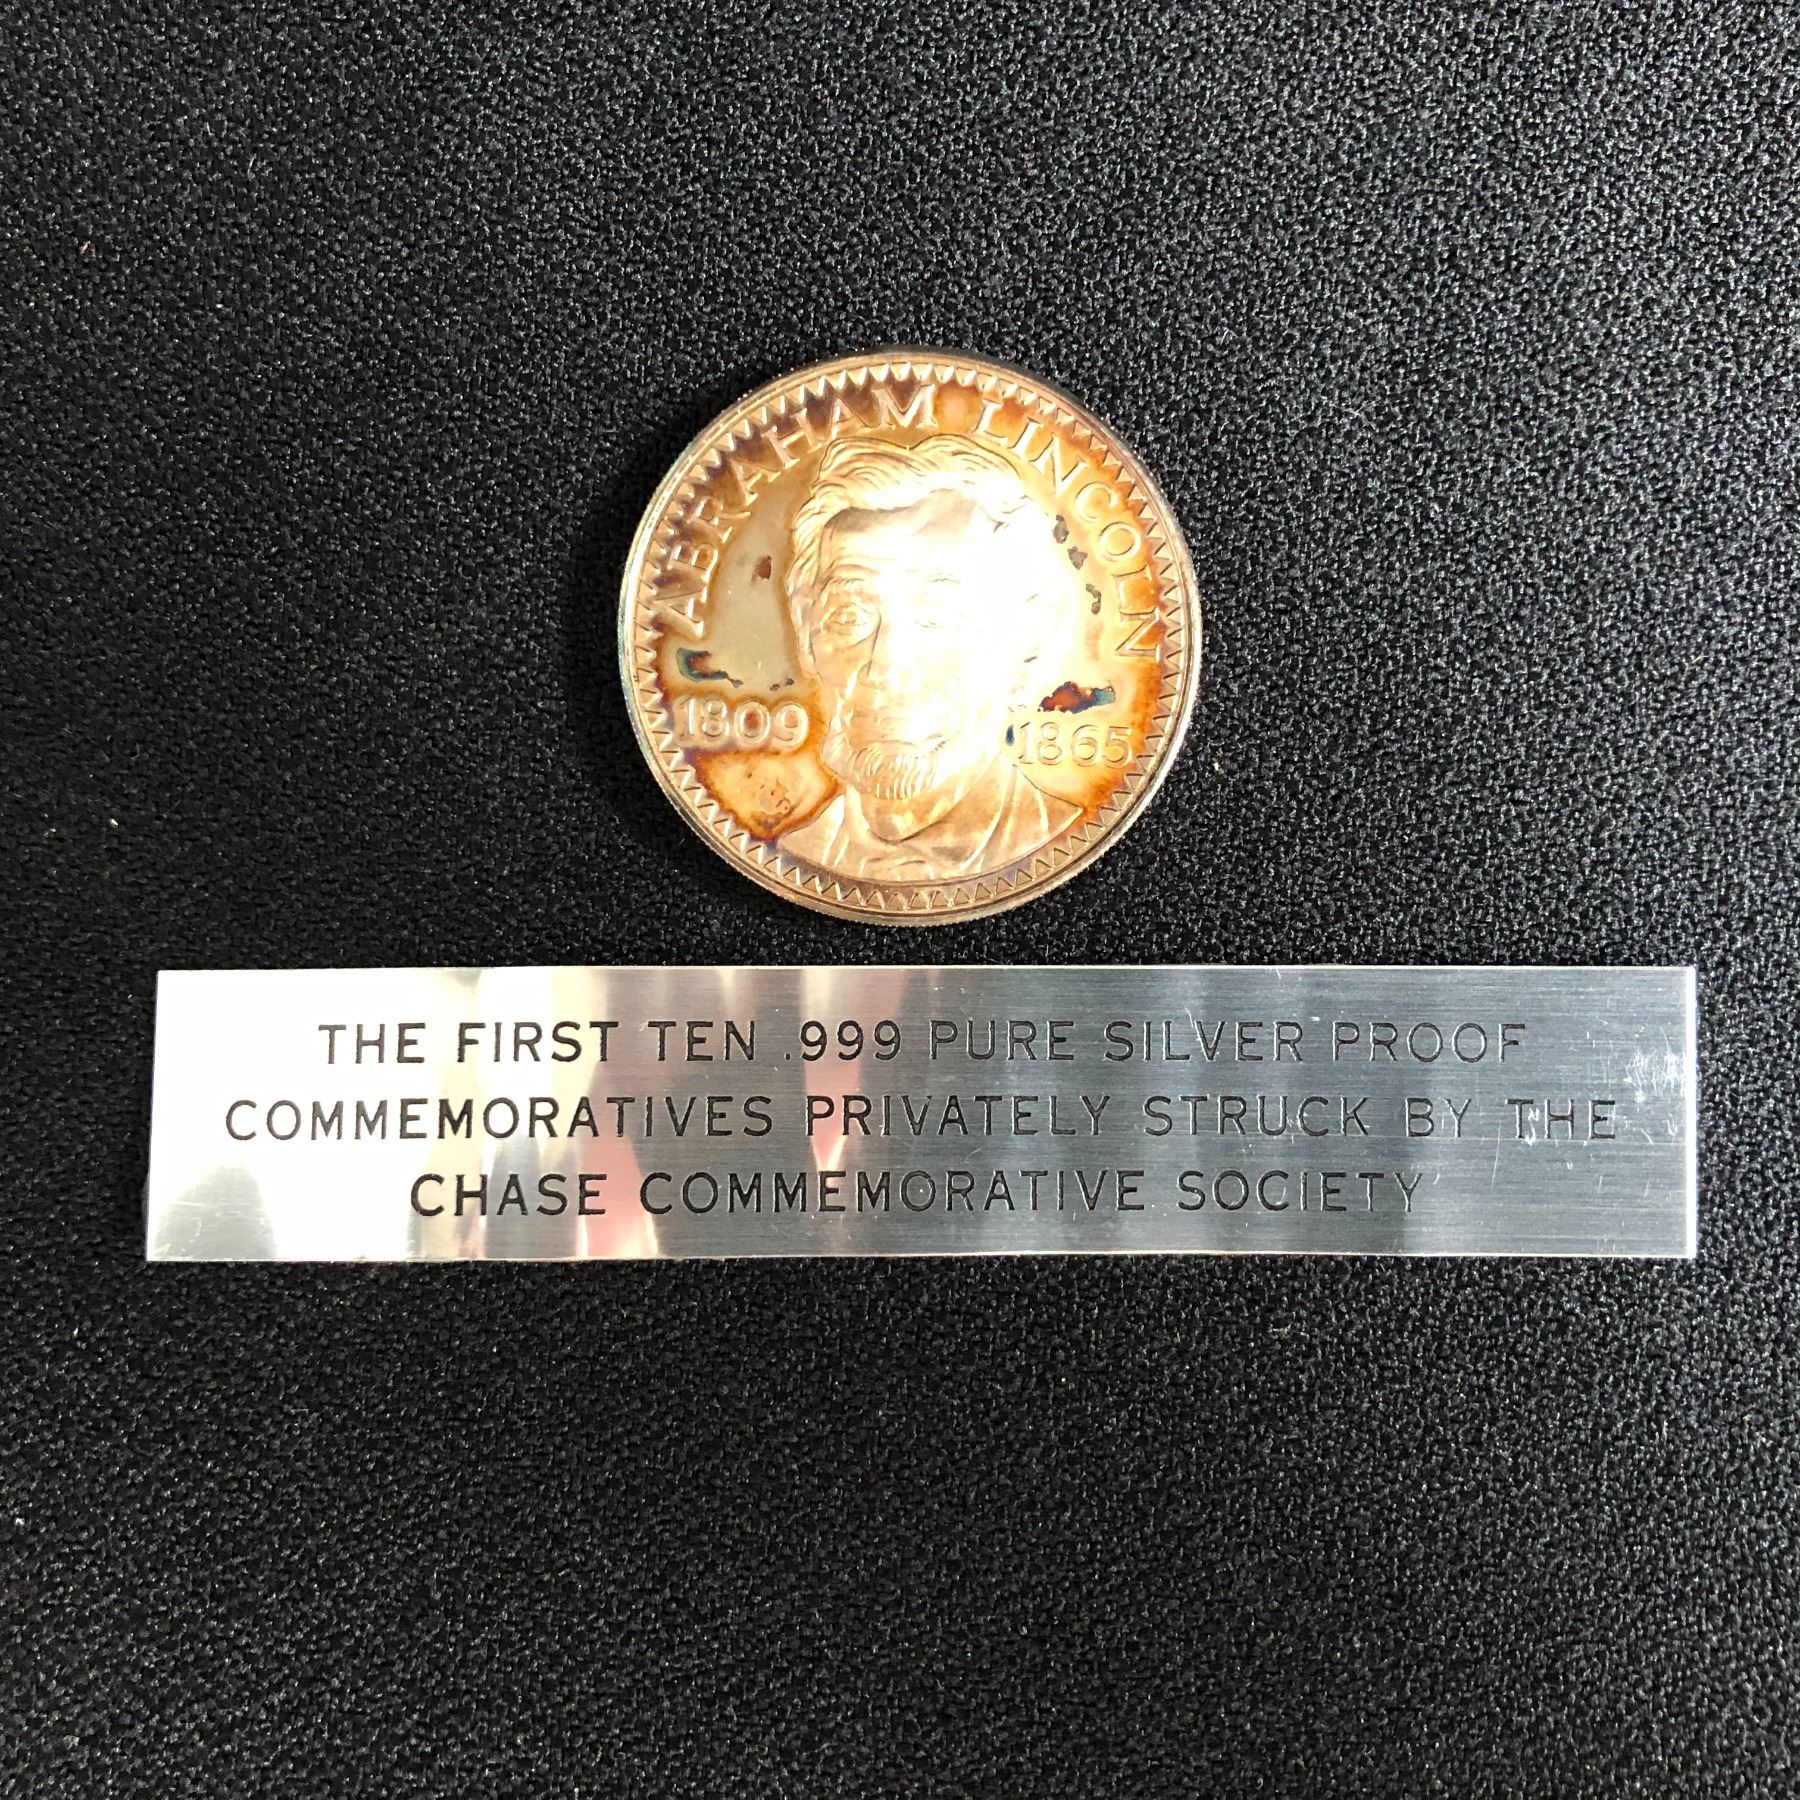 ABRAHAM LINCOLN
1809 1865
THE FIRST TEN .999 PURE SILVER PROOF
COMMEMORATIVES PRIVATELY STRUCK BY THE
CHASE COMMEMORATIVE SOCIETY